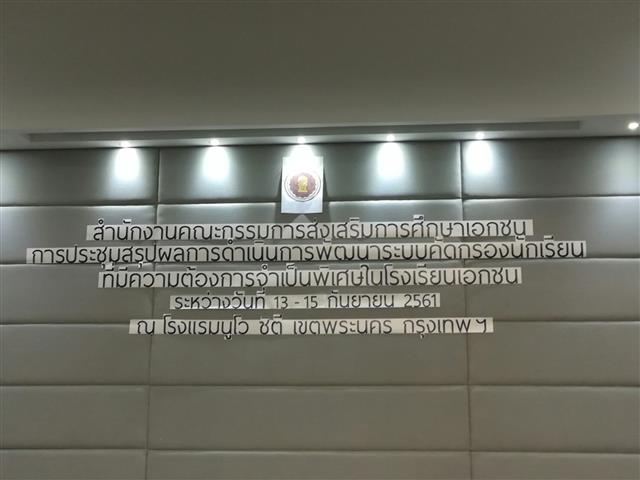 สำนักงานคณะกรรมการส่งเสริมการศึกษาเอกชน
การประชุมสรุปผลการดำเนินการพัฒนาระบบคัดกรองนักเรียน
ที่มีความต้องการจำเป็นพิเศษในโรงเรียนเอกชน
ระหว่างวันที่ 13 - 15 กันยายน 2561
ณ โรงแรมนูโว ซิตี้ เขตพระนคร กรุงเทพฯ